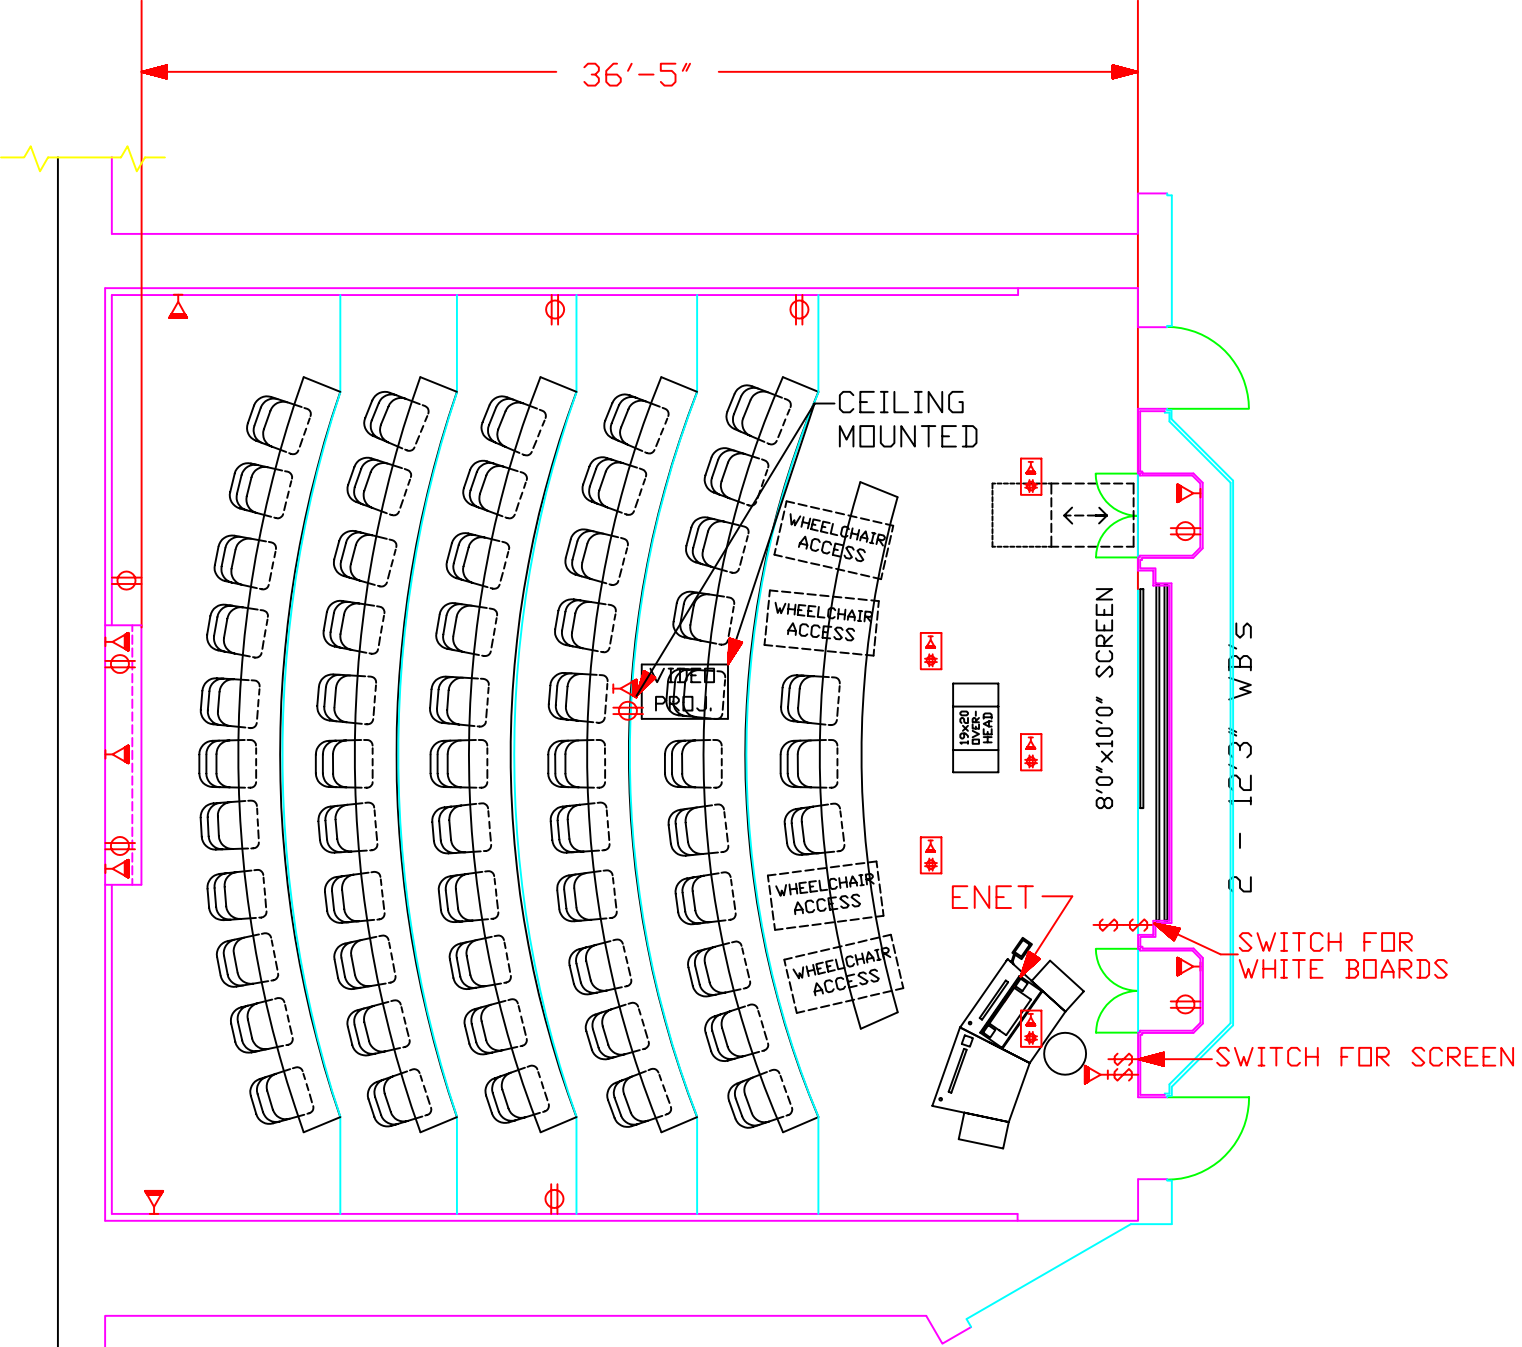 36'-5"
CEILING
MOUNTED
WHEELCHAIR
ACCESS
WHEELCHAIR
ACCESS
VIDEO
PROJ.
19x20
OVER-
HEAD
8'0"x10'0" SCREEN
2 - 12'3" WB'S
WHEELCHAIR
ACCESS
ENET
WHEELCHAIR
ACCESS
SWITCH FOR
WHITE BOARDS
SWITCH FOR SCREEN